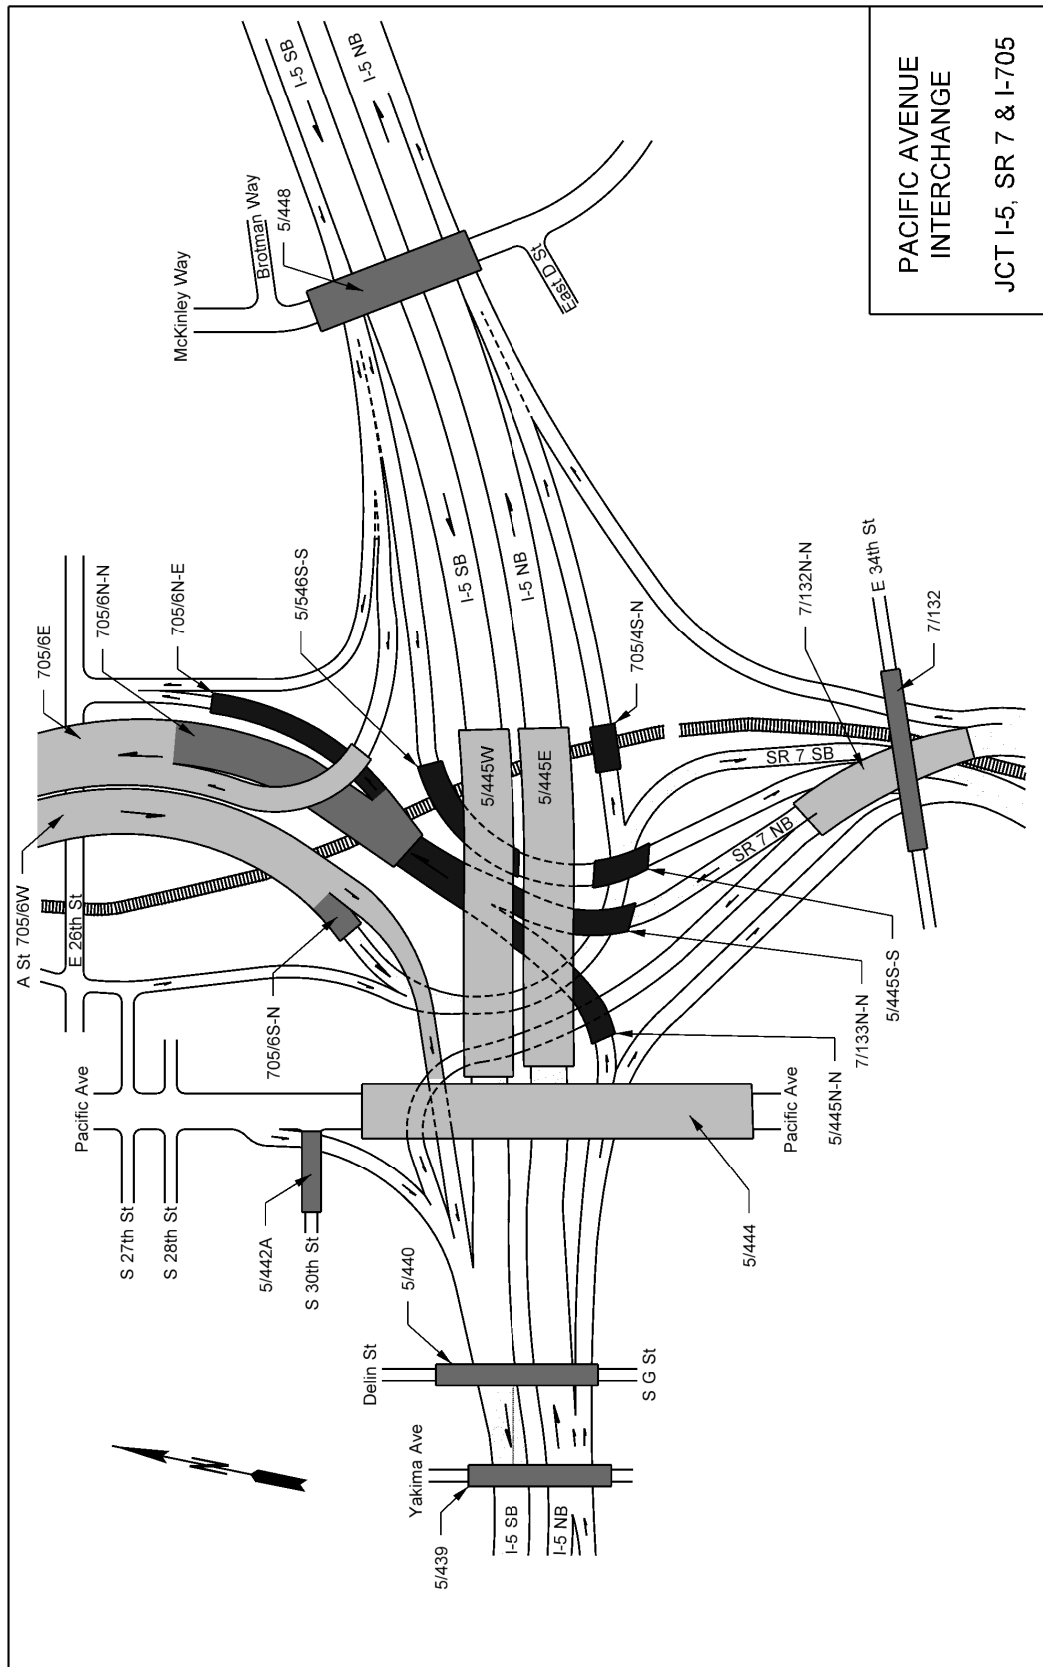 PACIFIC AVENUE
INTERCHANGE
JCT I-5, SR 7 & I-705
I-5 SB
I-5 NB
McKinley Way
Brotman Way
5/448
East D St
705/6E
705/6N-N
705/6N-E
5/546S-S
I-5 SB
I-5 NB
705/4S-N
7/132N-N
E 34th St
7/132
A St
705/6W
E 26th St
5/445W
5/445E
SR 7 SB
SR 7 NB
705/6S-N
5/445S-S
7/133N-N
5/445N-N
Pacific Ave
Pacific Ave
S 27th St
S 28th St
5/442A
S 30th St
5/440
5/444
Delin St
S G St
N
Yakima Ave
5/439
I-5 SB
I-5 NB